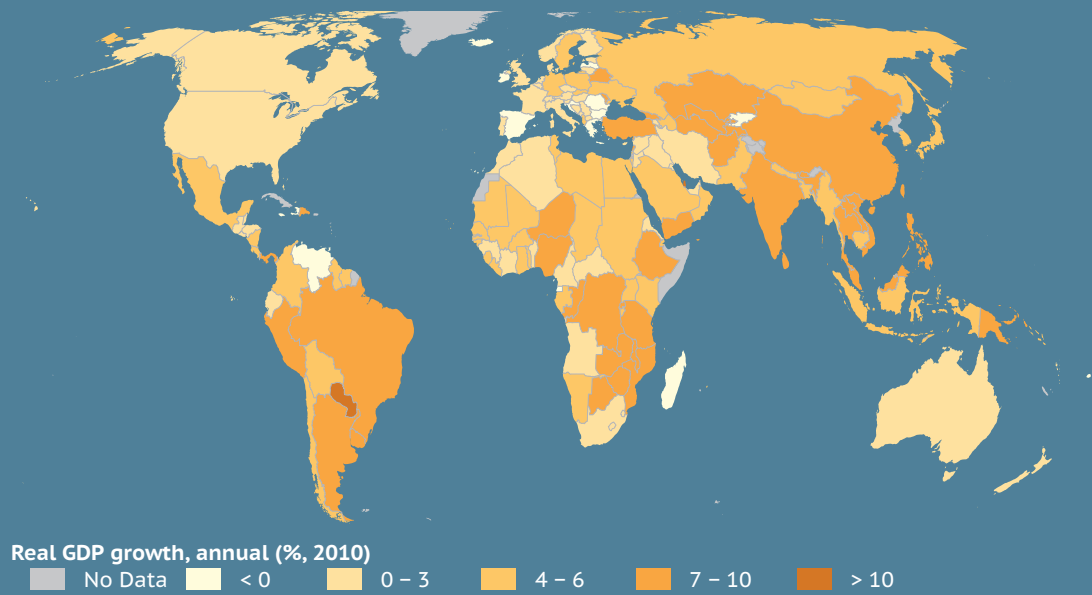 Real GDP growth, annual (%, 2010)
No Data < 0 0 – 3 4 – 6 7 – 10 > 10